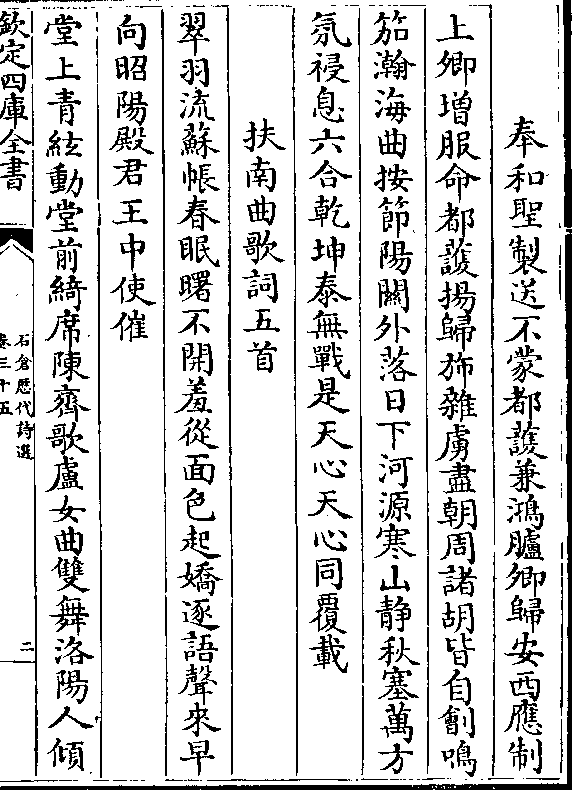 奉和聖製送不蒙都䕶兼鴻臚卿歸安西應制
上卿増服命都䕶揚歸斾雜虜盡朝周諸胡皆自劊鳴
笳瀚海曲按節陽闗外落日下河源寒山静秋塞萬方
氛祲息六合乾坤泰無戰是天心天心同覆載
扶南曲歌詞五首
翠羽流蘇帳春眠曙不開羞從面色起嬌逐語聲來早
向昭陽殿君王中使催
堂上青絃動堂前綺席陳齊歌盧女曲雙舞洛陽人傾
欽定四庫全書
石倉歴代詩選
卷三十五
二